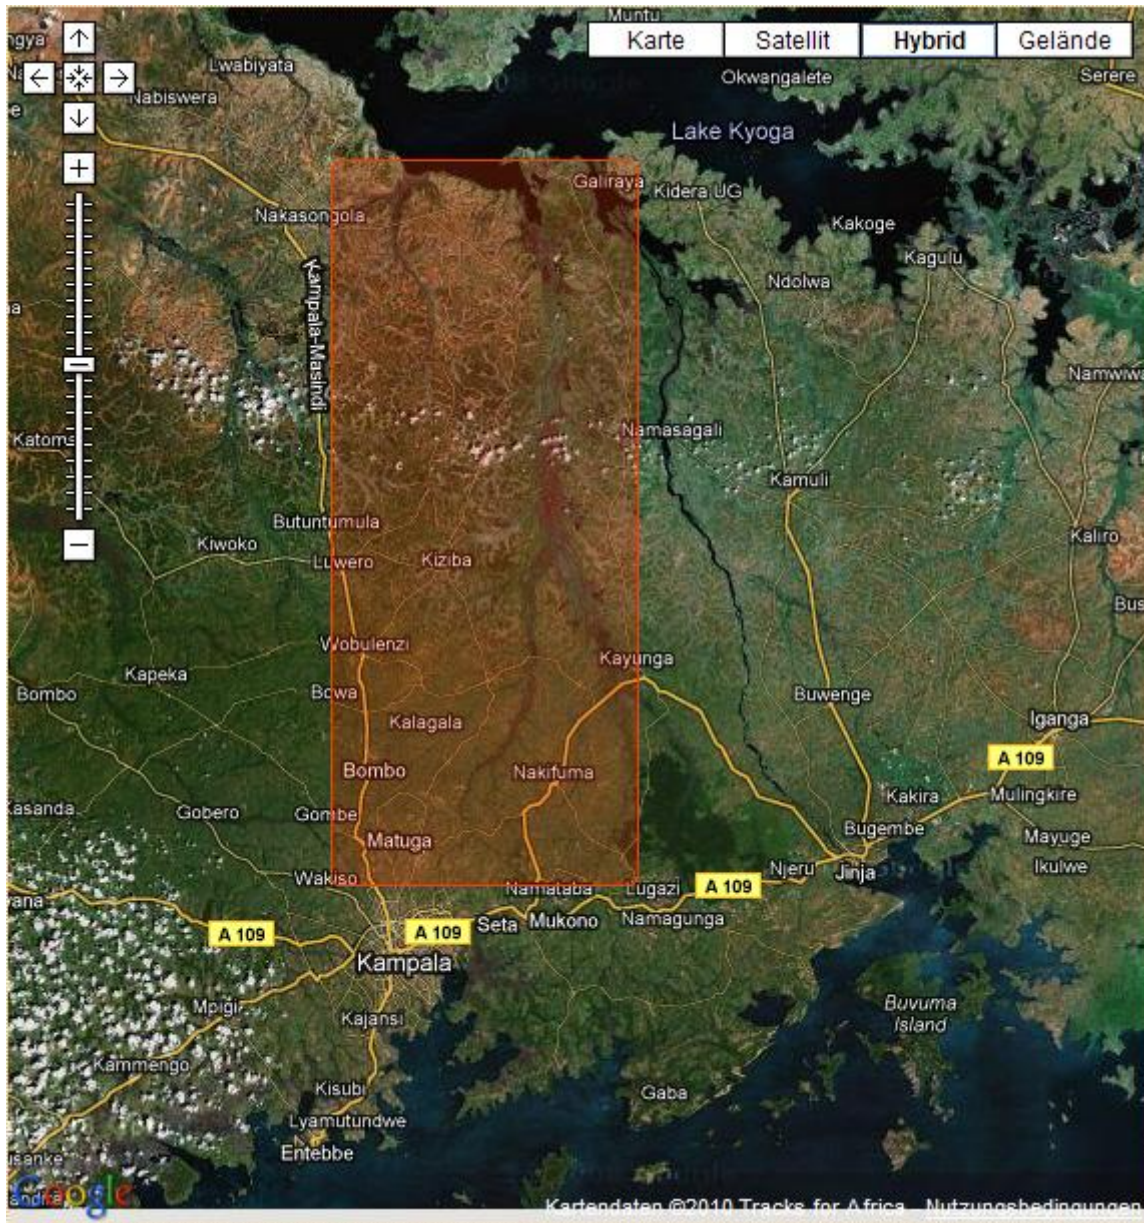 Muntu
Karte Satellit Hybrid Gelände
Lwabiyata
Okwangalete
Serere
Nabiswera
Lake Kyoga
Galiraya
Kidera UG
Nakasongola
Kakoge
Kagulu
Ndolwa
Kampala-Masindi
Namwiwa
Namasagali
Kamuli
Butuntumula
Kiwoko
Kaliro
Luwero
Kiziba
Wobulenzi
Kayunga
Kapeka
Bombo
Bowa
Buwenge
Kalagala
Iganga
A 109
Bombo
Nakifuma
Kakira
Mulingkire
Kasanda
Gobero
Gombe
Bugembe
Mayuge
Matuga
Ikulwe
Njeru
Jinja
Wakiso
Namataba
Lugazi
A 109
Seta
Mukono
Namagunga
A 109
A 109
Kampala
Mpigi
Kajansi
Buvuma
Island
Kammengo
Kisubi
Gaba
Lyamutundwe
Entebbe
Google
Kartendaten ©2010 Tracks for Africa - Nutzungsbedingungen